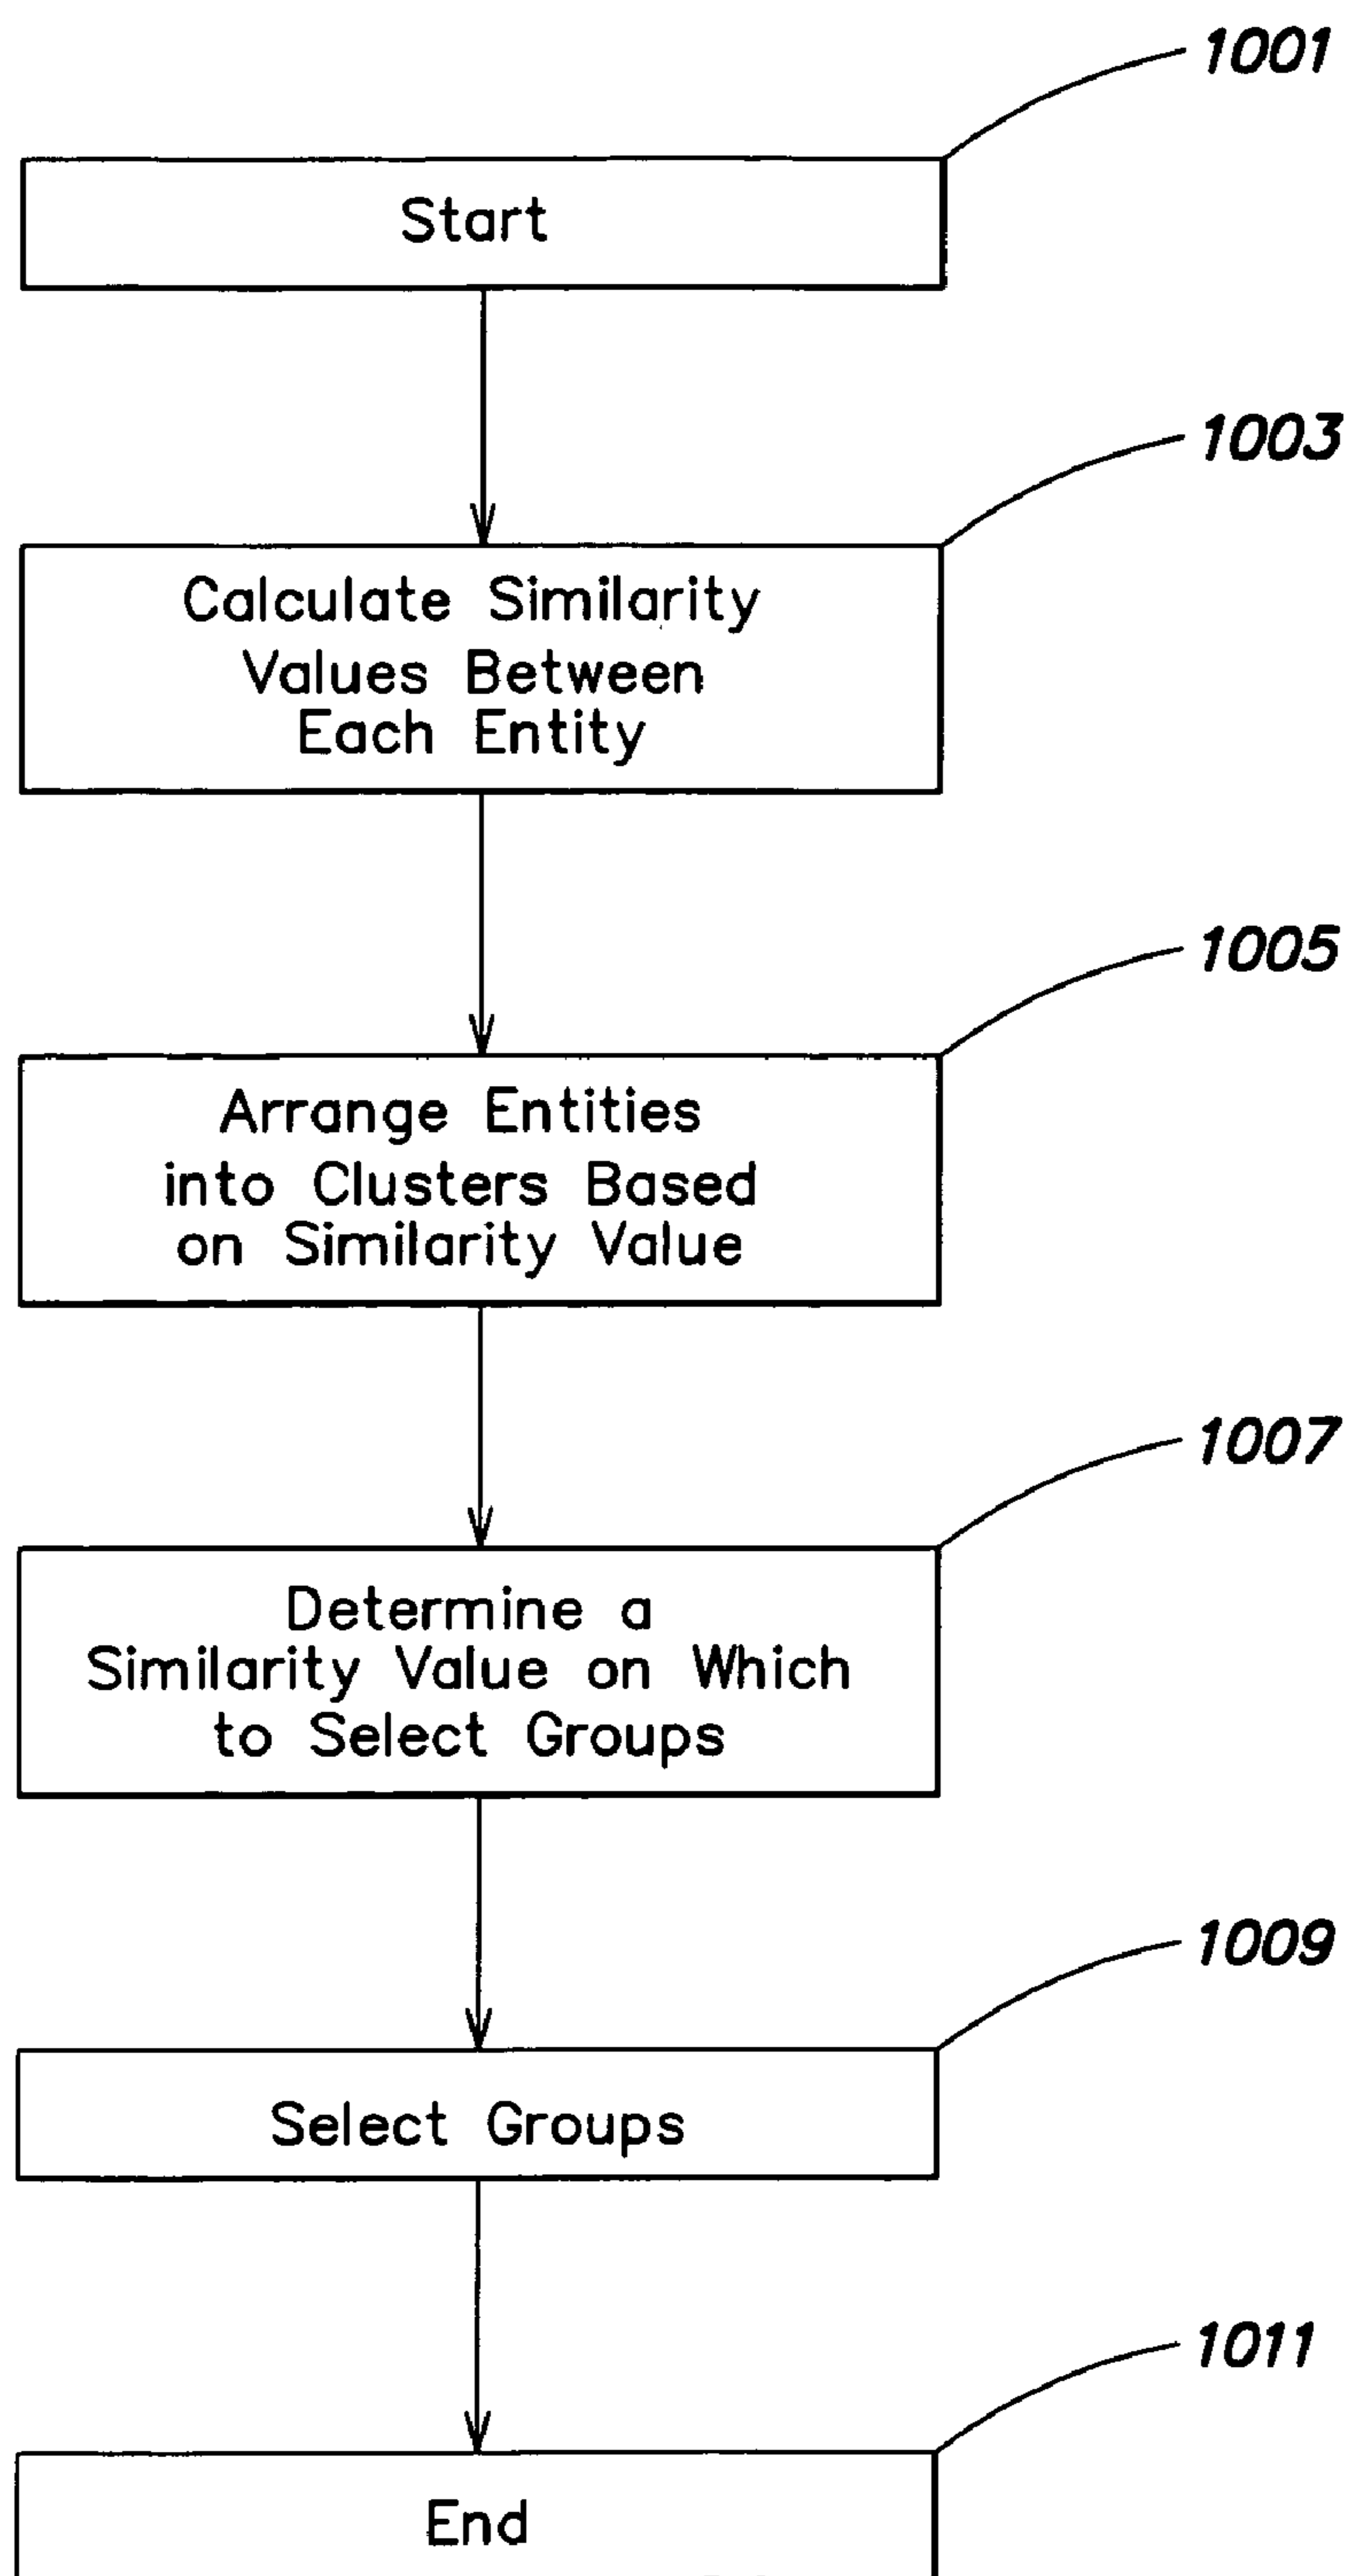 1001
Start
1003
Calculate Similarity
Values Between
Each Entity
1005
Arrange Entities
into Clusters Based
on Similarity Value
1007
Determine a
Similarity Value on Which
to Select Groups
1009
Select Groups
1011
End